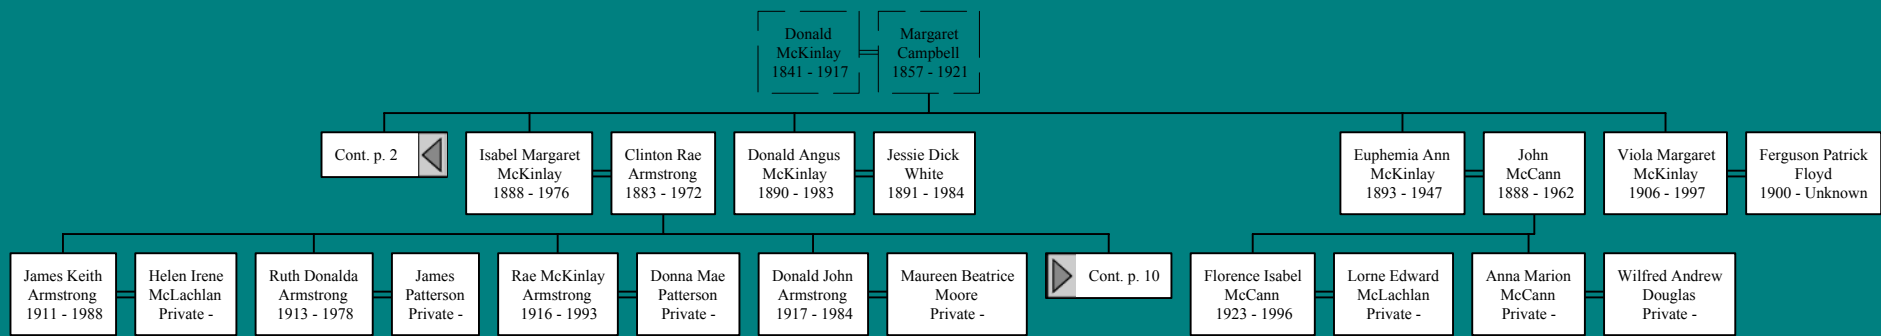 Donald
McKinlay
1841 - 1917
Margaret
Campbell
1857 - 1921
Cont. p. 2
Isabel Margaret
McKinlay
1888 - 1976
Clinton Rae
Armstrong
1883 - 1972
Donald Angus
McKinlay
1890 - 1983
Jessie Dick
White
1891 - 1984
Euphemia Ann
McKinlay
1893 - 1947
John
McCann
1888 - 1962
Viola Margaret
McKinlay
1906 - 1997
Ferguson Patrick
Floyd
1900 - Unknown
James Keith
Armstrong
1911 - 1988
Helen Irene
McLachlan
Private -
Ruth Donalda
Armstrong
1913 - 1978
James
Patterson
Private -
Rae McKinlay
Armstrong
1916 - 1993
Donna Mae
Patterson
Private -
Donald John
Armstrong
1917 - 1984
Maureen Beatrice
Moore
Private -
Cont. p. 10
Florence Isabel
McCann
1923 - 1996
Lorne Edward
McLachlan
Private -
Anna Marion
McCann
Private -
Wilfred Andrew
Douglas
Private -